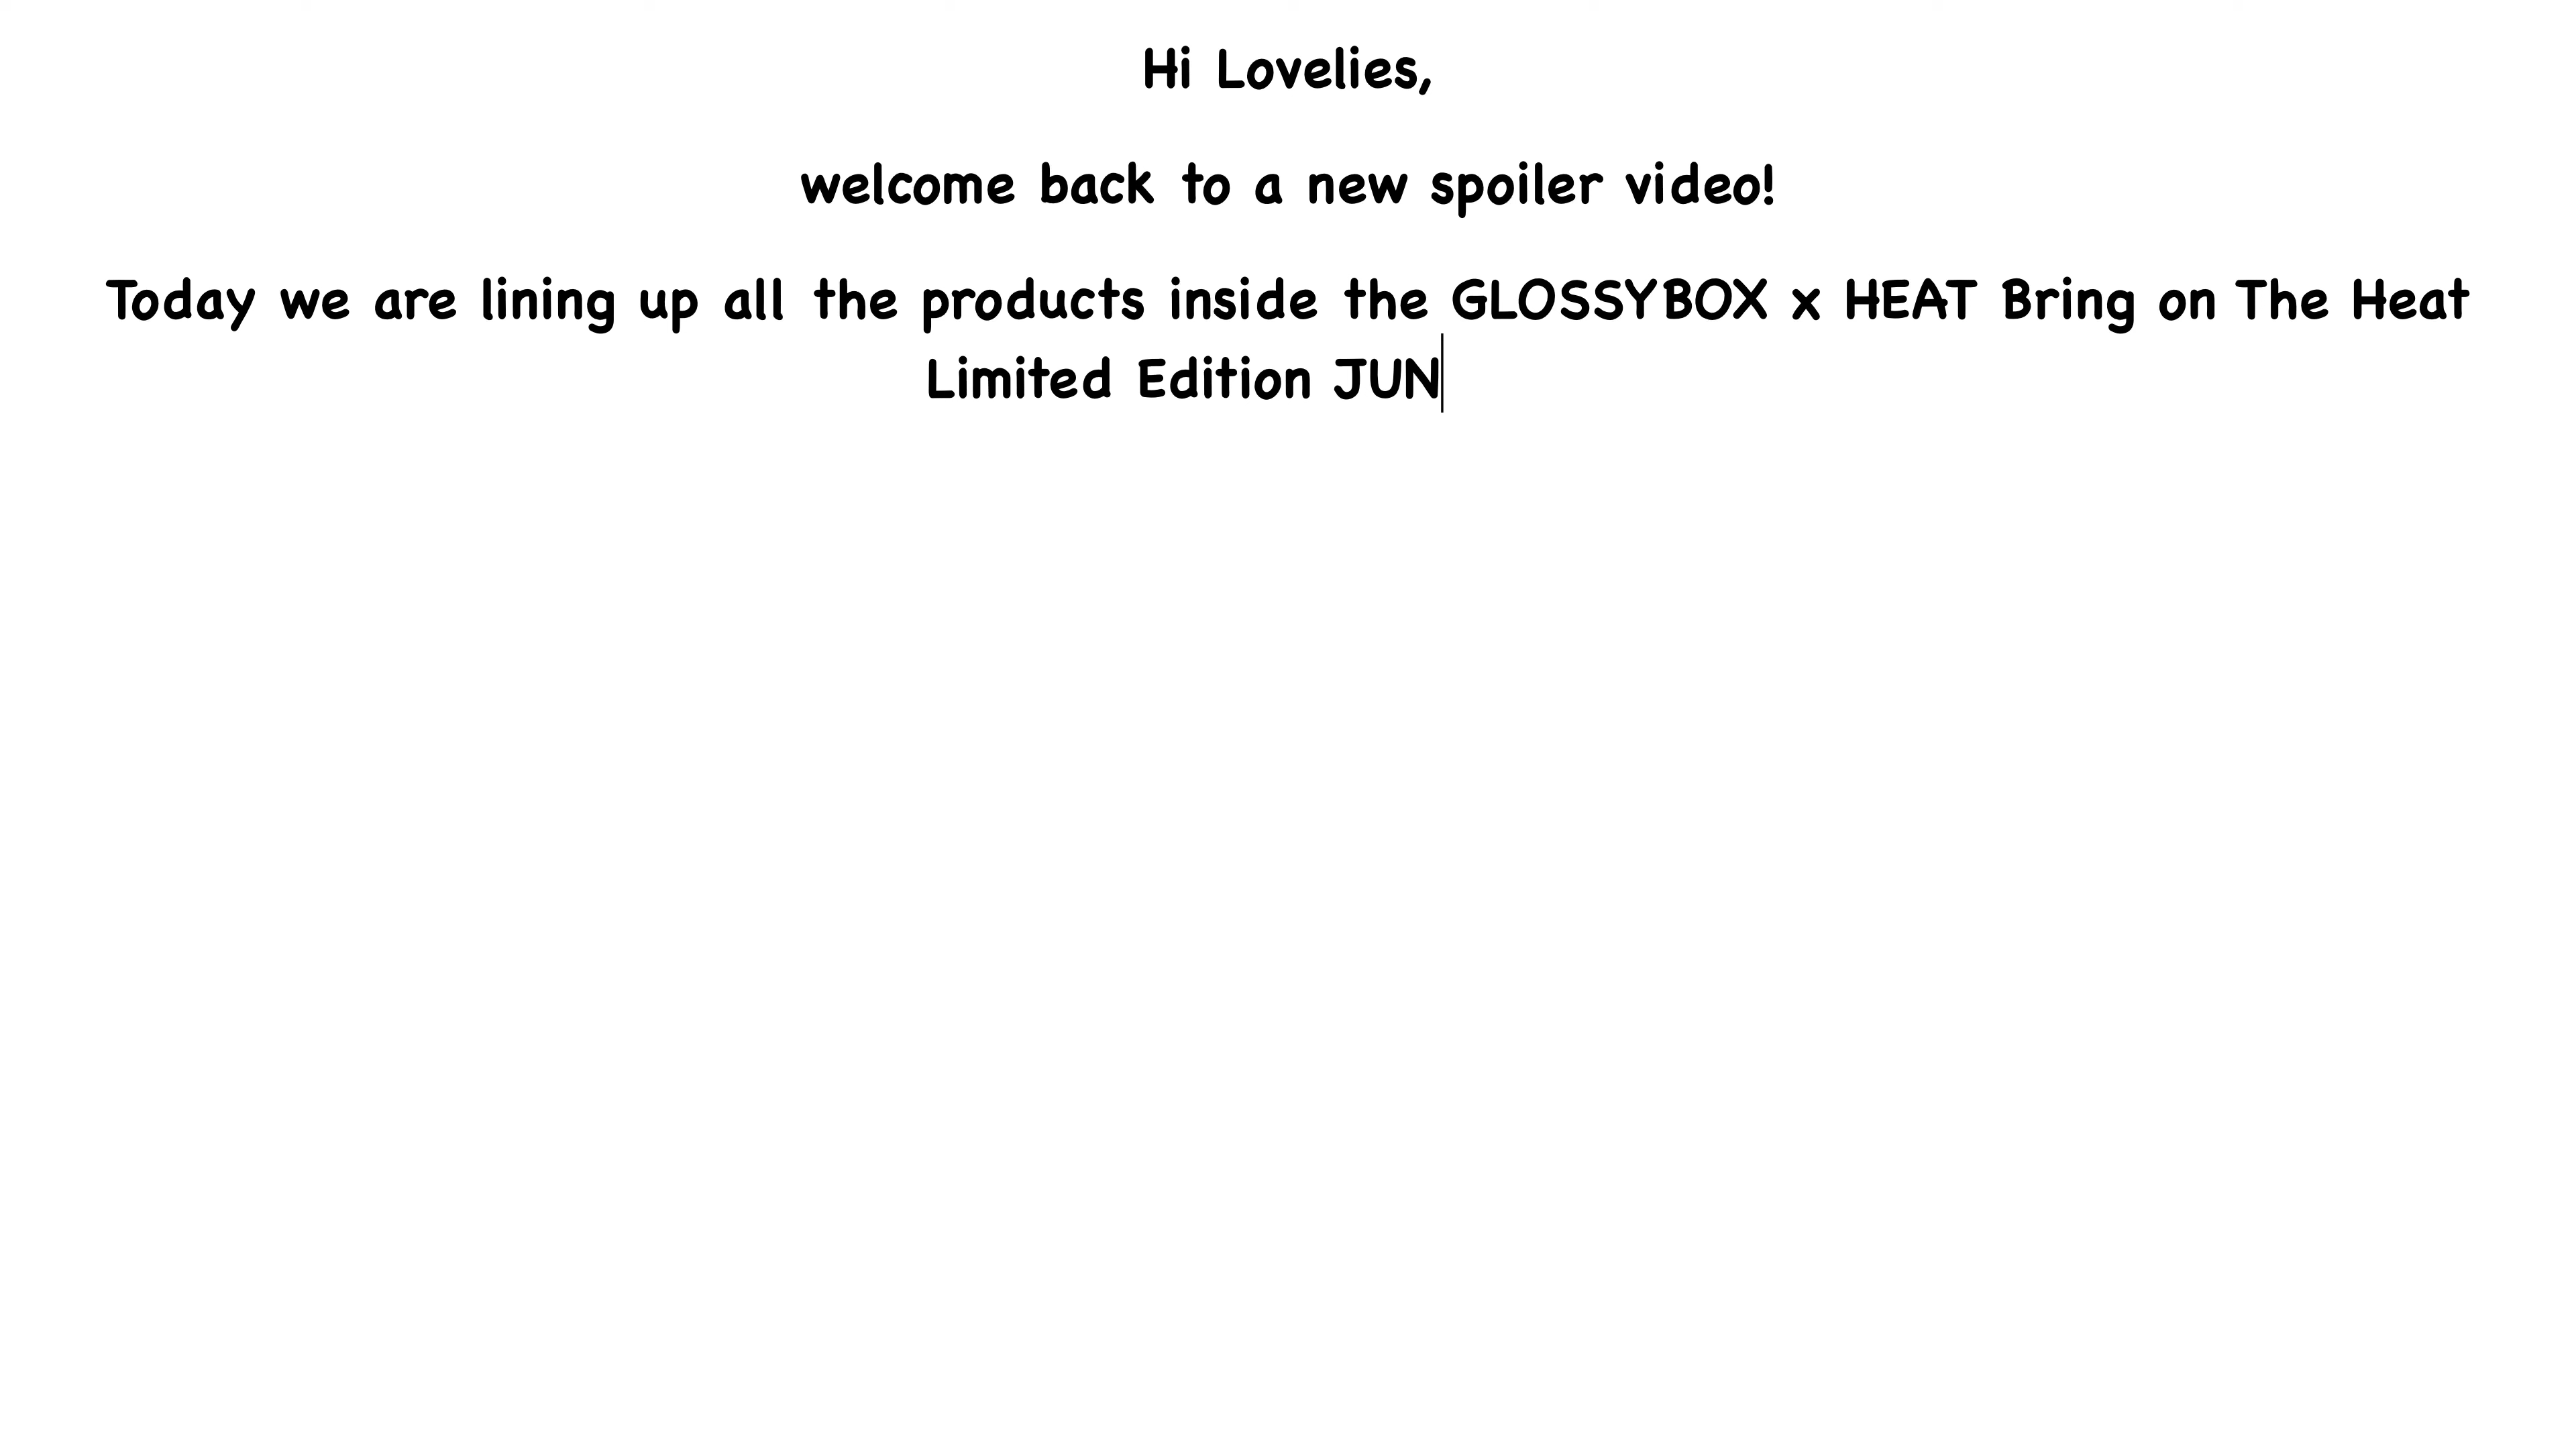 Hi Lovelies,
welcome back to a new spoiler video!
Today we are lining up all the products inside the GLOSSYBOX x HEAT Bring on The Heat
Limited Edition JUN